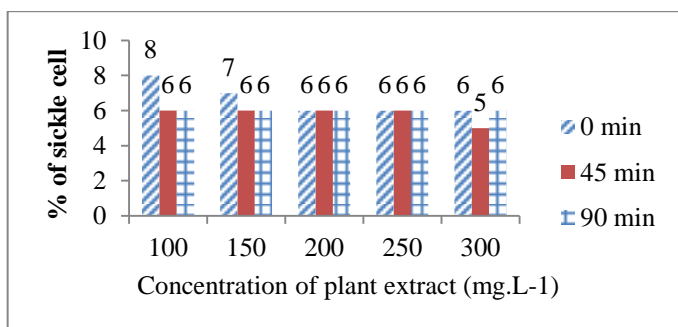 % of sickle cell
10
8
6
4
2
0
8 6 6
7 6 6
6 6 6
6 6 6
6 5 6
100 150 200 250 300
Concentration of plant extract (mg.L-1)
0 min
45 min
90 min